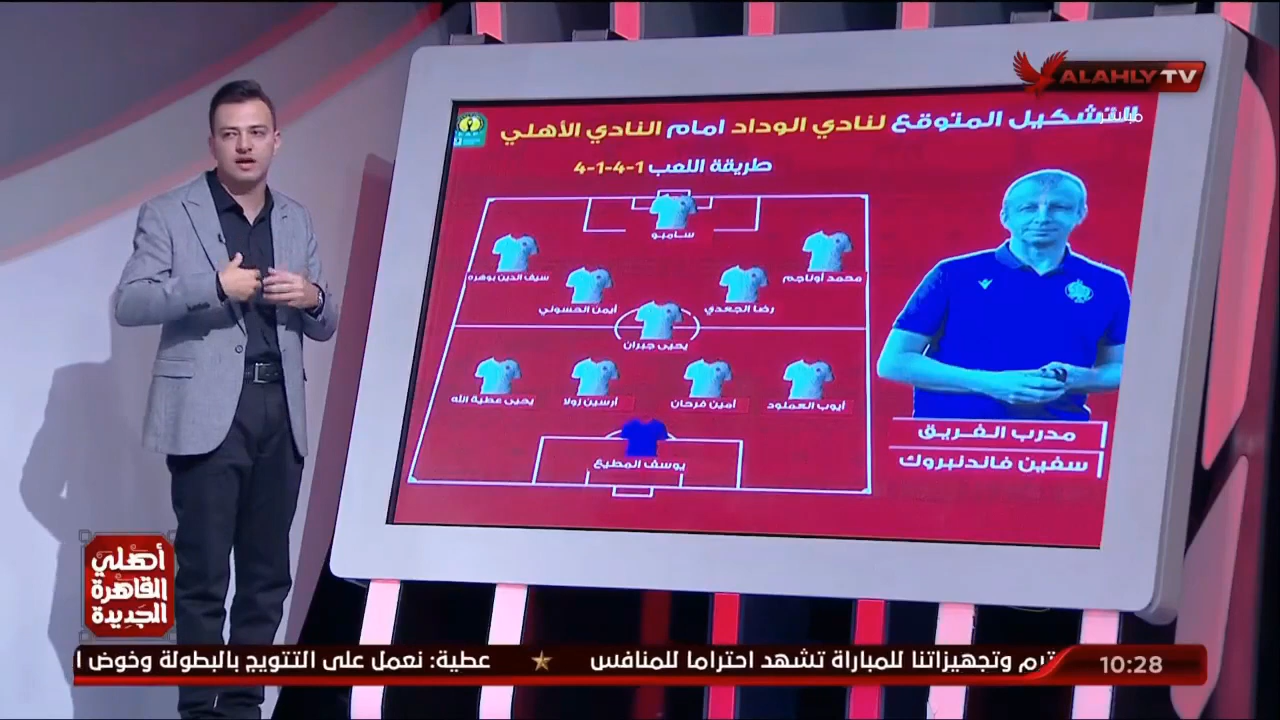 ALAHLY TV
التشكيل المتوقع لنادي الوداد امام النادي الأهلي
مباشر
طريقة اللعب 1-4-1-4
سامبو
سيف الدين بوهره
محمد أوناجم
أيمن الحسوني
رضا الجعدي
يحيى جبران
يحيى عطية الله
أرسين زولا
أمين فرحان
أيوب العملود
يوسف المطيع
مدرب الفريق
سفين فاندنبروك
أهلي
القاهرة
الجديدة
وتجهيزاتنا للمباراة تشهد احتراما للمنافس ★ عطية: نعمل على التتويج بالبطولة وخوض
10:28